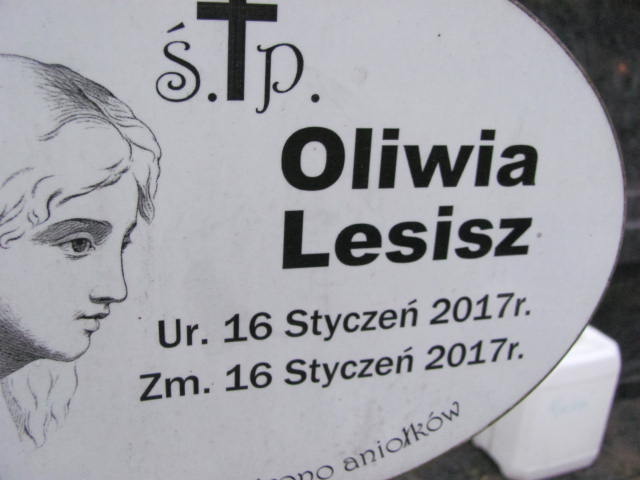 ś.†p.
Oliwia
Lesisz
Ur. 16 Styczeń 2017r.
Zm. 16 Styczeń 2017r.
aniołków